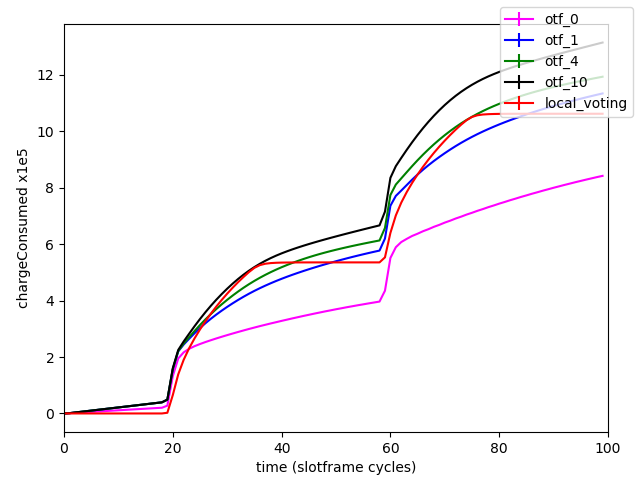 otf_0
otf_1
otf_4
otf_10
local_voting
chargeConsumed x1e5
12
10
8
6
4
2
0
0 20 40 60 80 100
time (slotframe cycles)